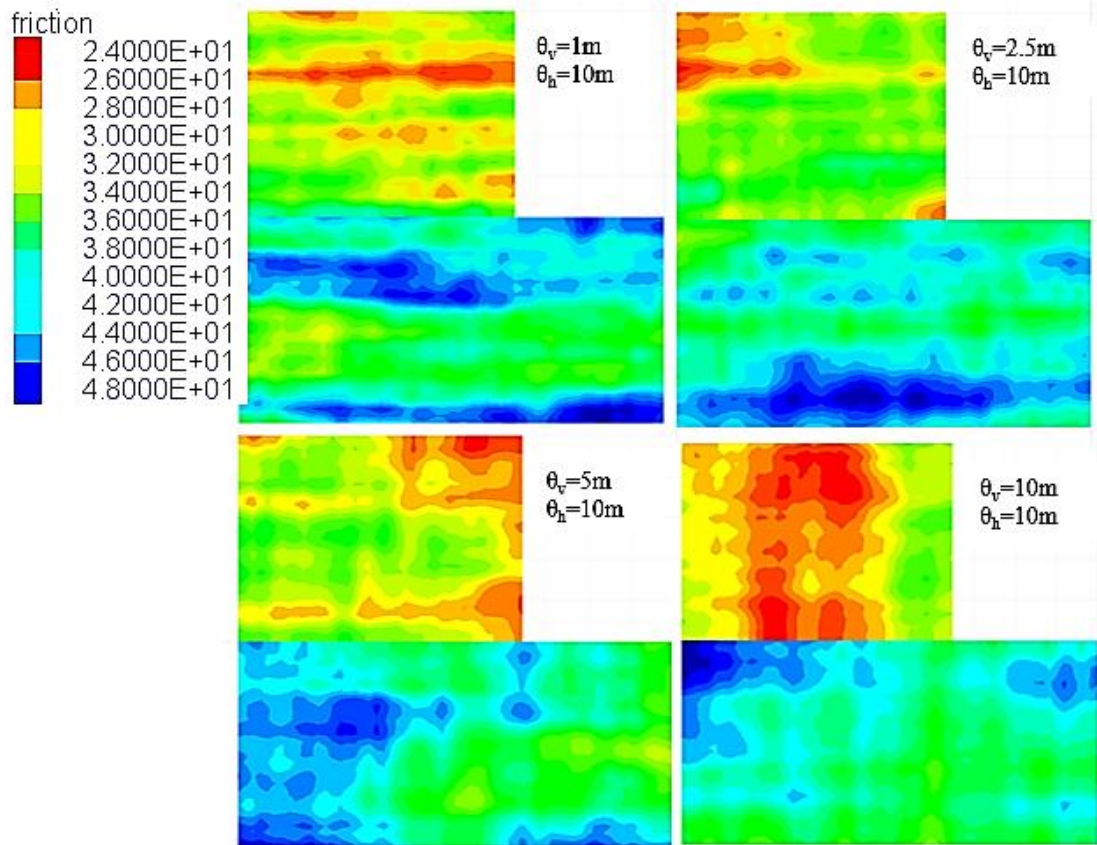 friction
2.4000E+01
2.6000E+01
2.8000E+01
3.0000E+01
3.2000E+01
3.4000E+01
3.6000E+01
3.8000E+01
4.0000E+01
4.2000E+01
4.4000E+01
4.6000E+01
4.8000E+01
θv=1m
θh=10m
θv=2.5m
θh=10m
θv=5m
θh=10m
θv=10m
θh=10m